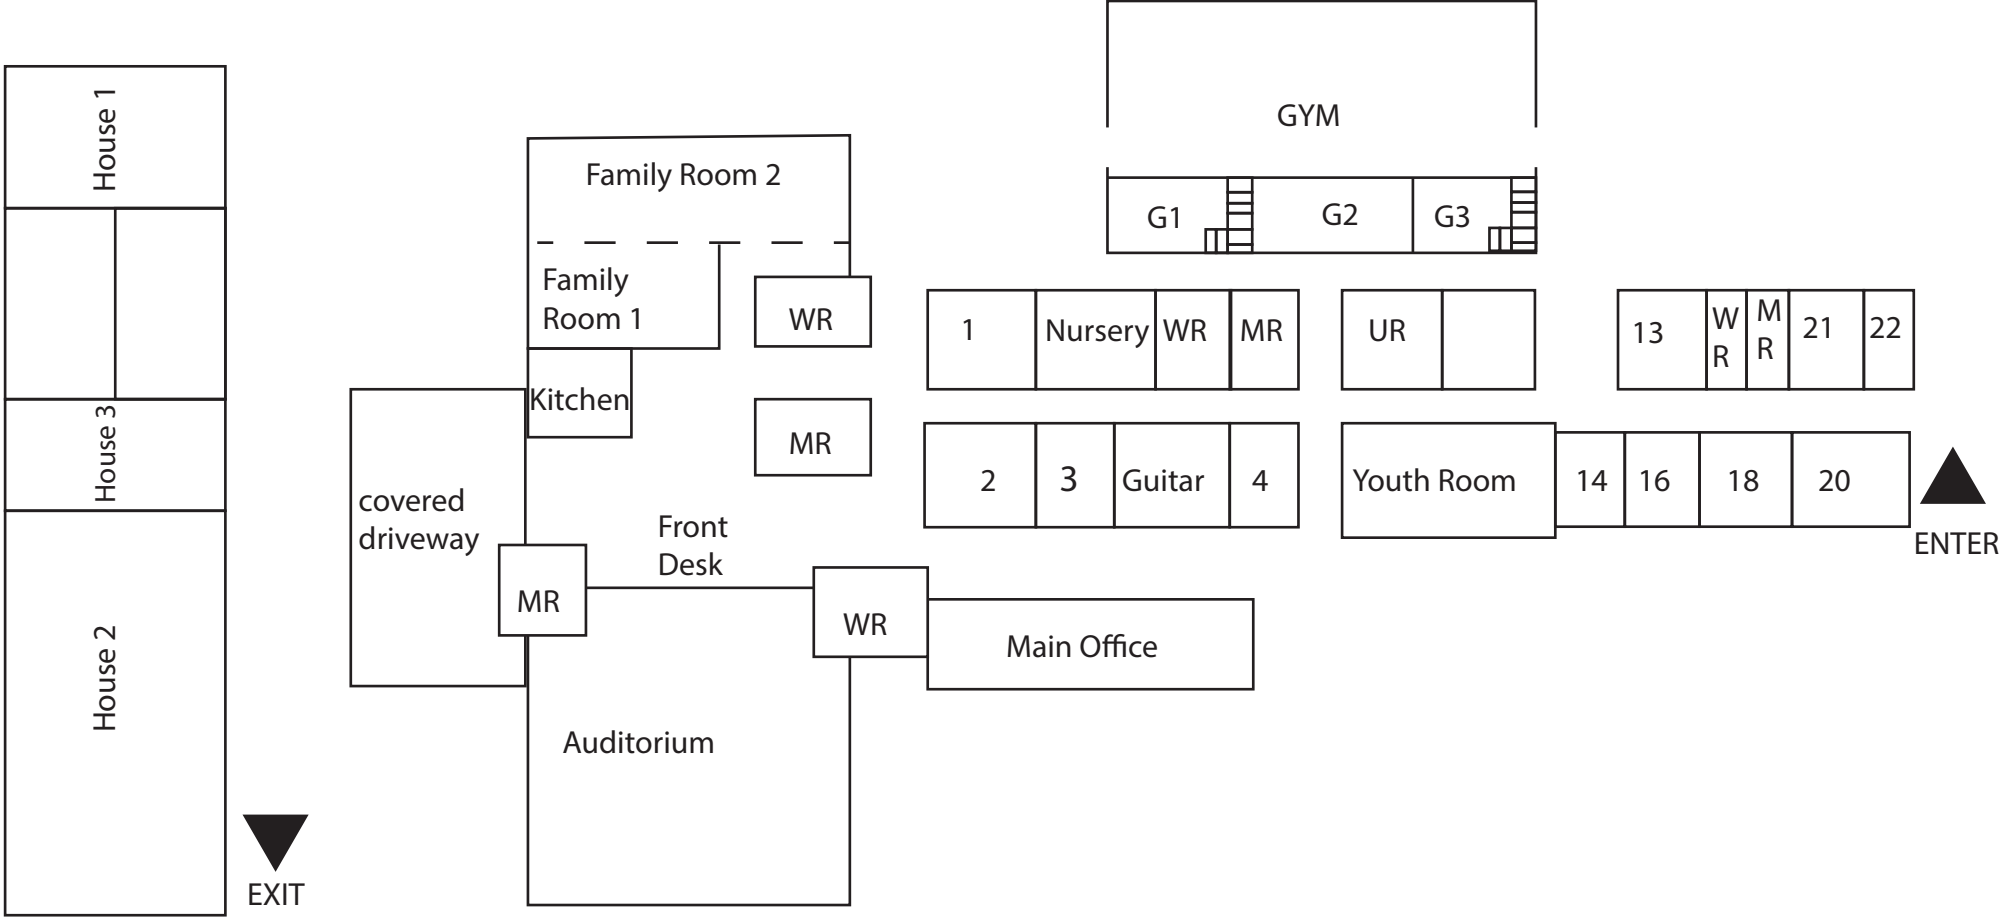 House 1
House 3
House 2
EXIT
covered
driveway
Family Room 2
Family
Room 1
Kitchen
WR
MR
Front
Desk
MR
WR
Auditorium
Main Office
GYM
G1
G2
G3
1
Nursery
WR
MR
UR
13
W
R
M
R
21
22
2
3
Guitar
4
Youth Room
14
16
18
20
ENTER